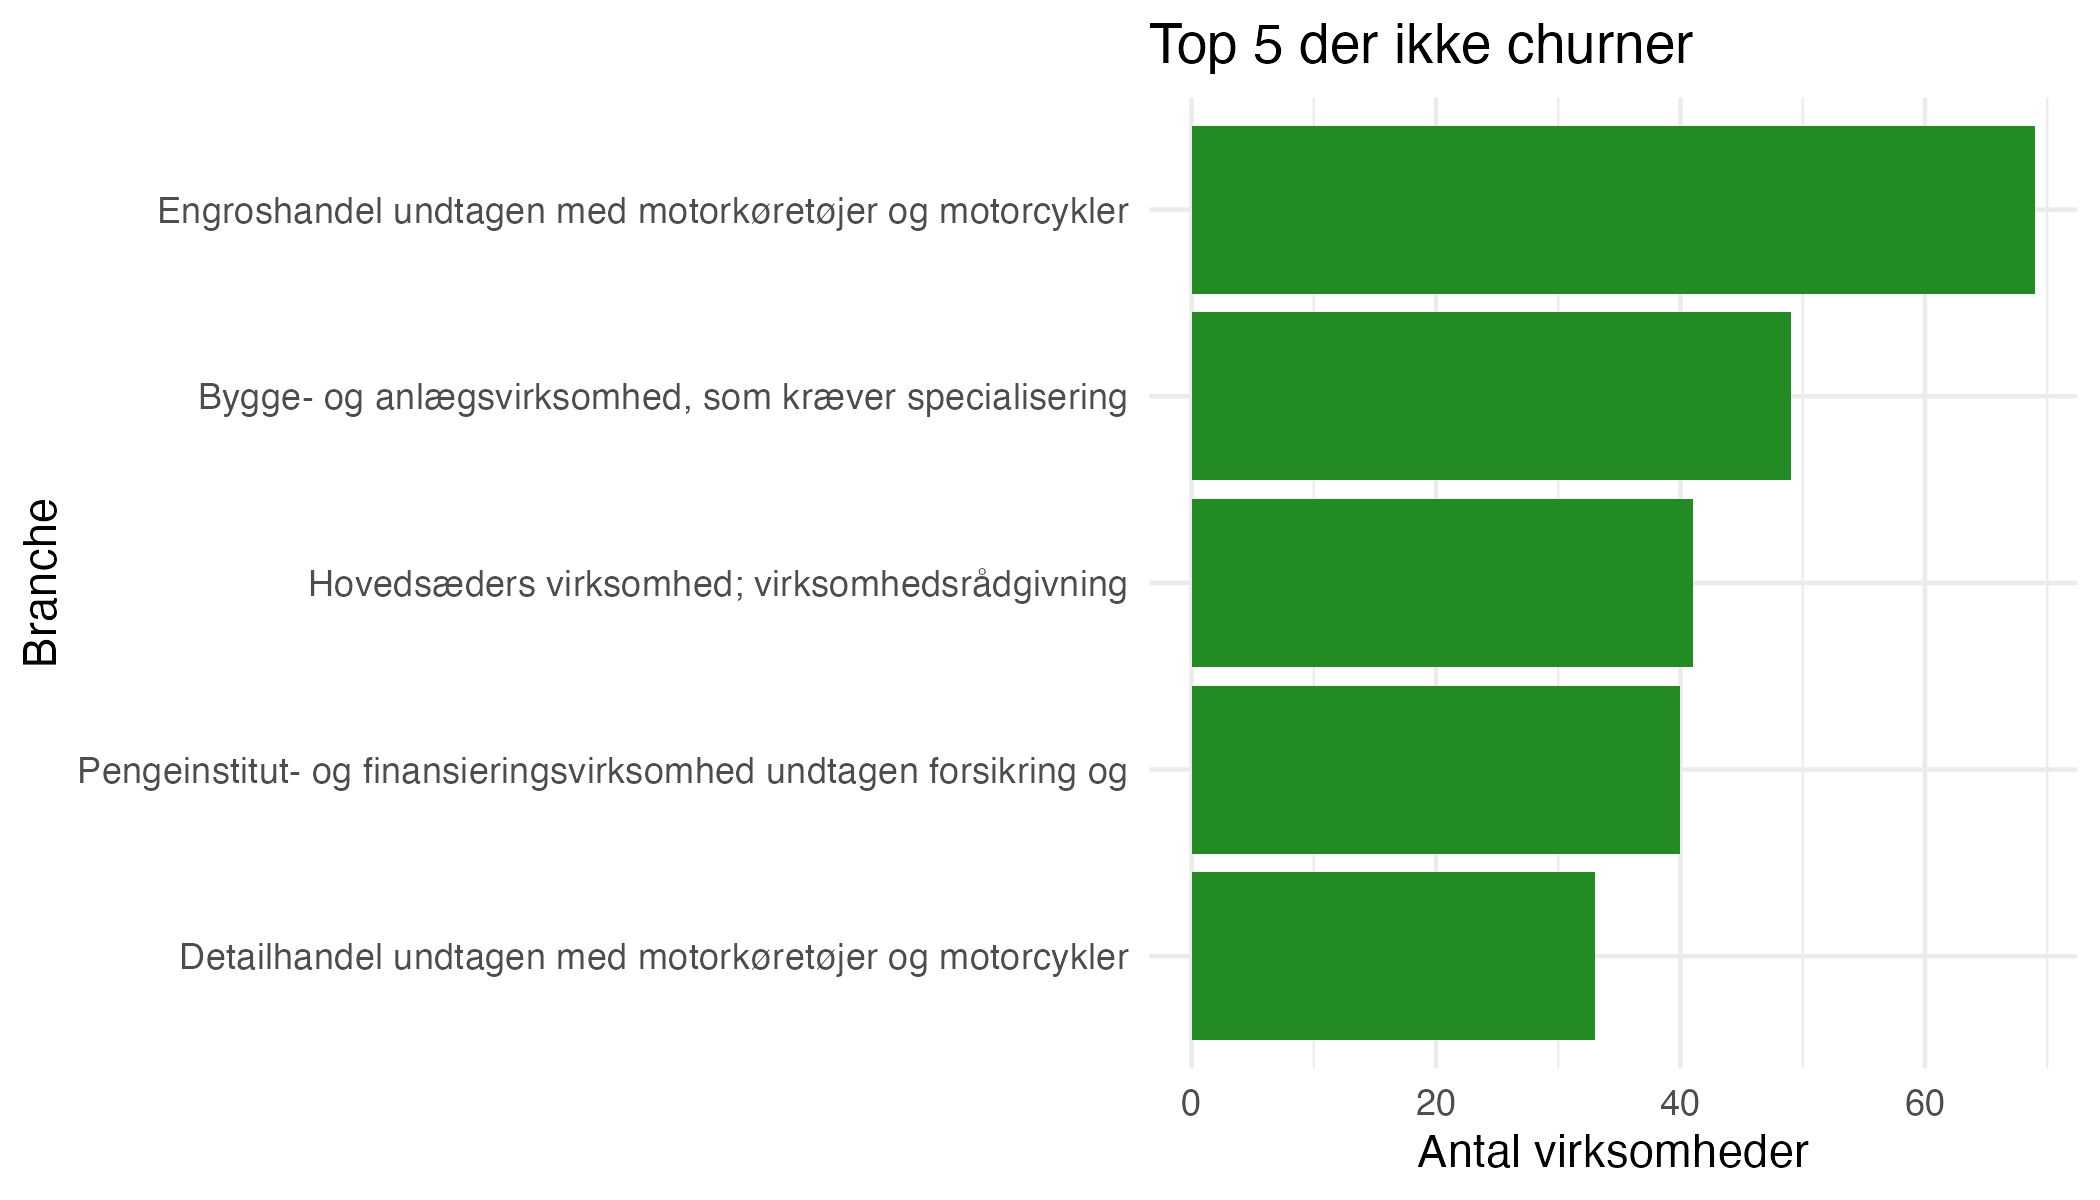 Top 5 der ikke churner
Engroshandel undtagen med motorkøretøjer og motorcykler
Bygge- og anlægsvirksomhed, som kræver specialisering
Hovedsæders virksomhed; virksomhedsrådgivning
Pengeinstitut- og finansieringsvirksomhed undtagen forsikring og
Detailhandel undtagen med motorkøretøjer og motorcykler
Branche
0 20 40 60
Antal virksomheder